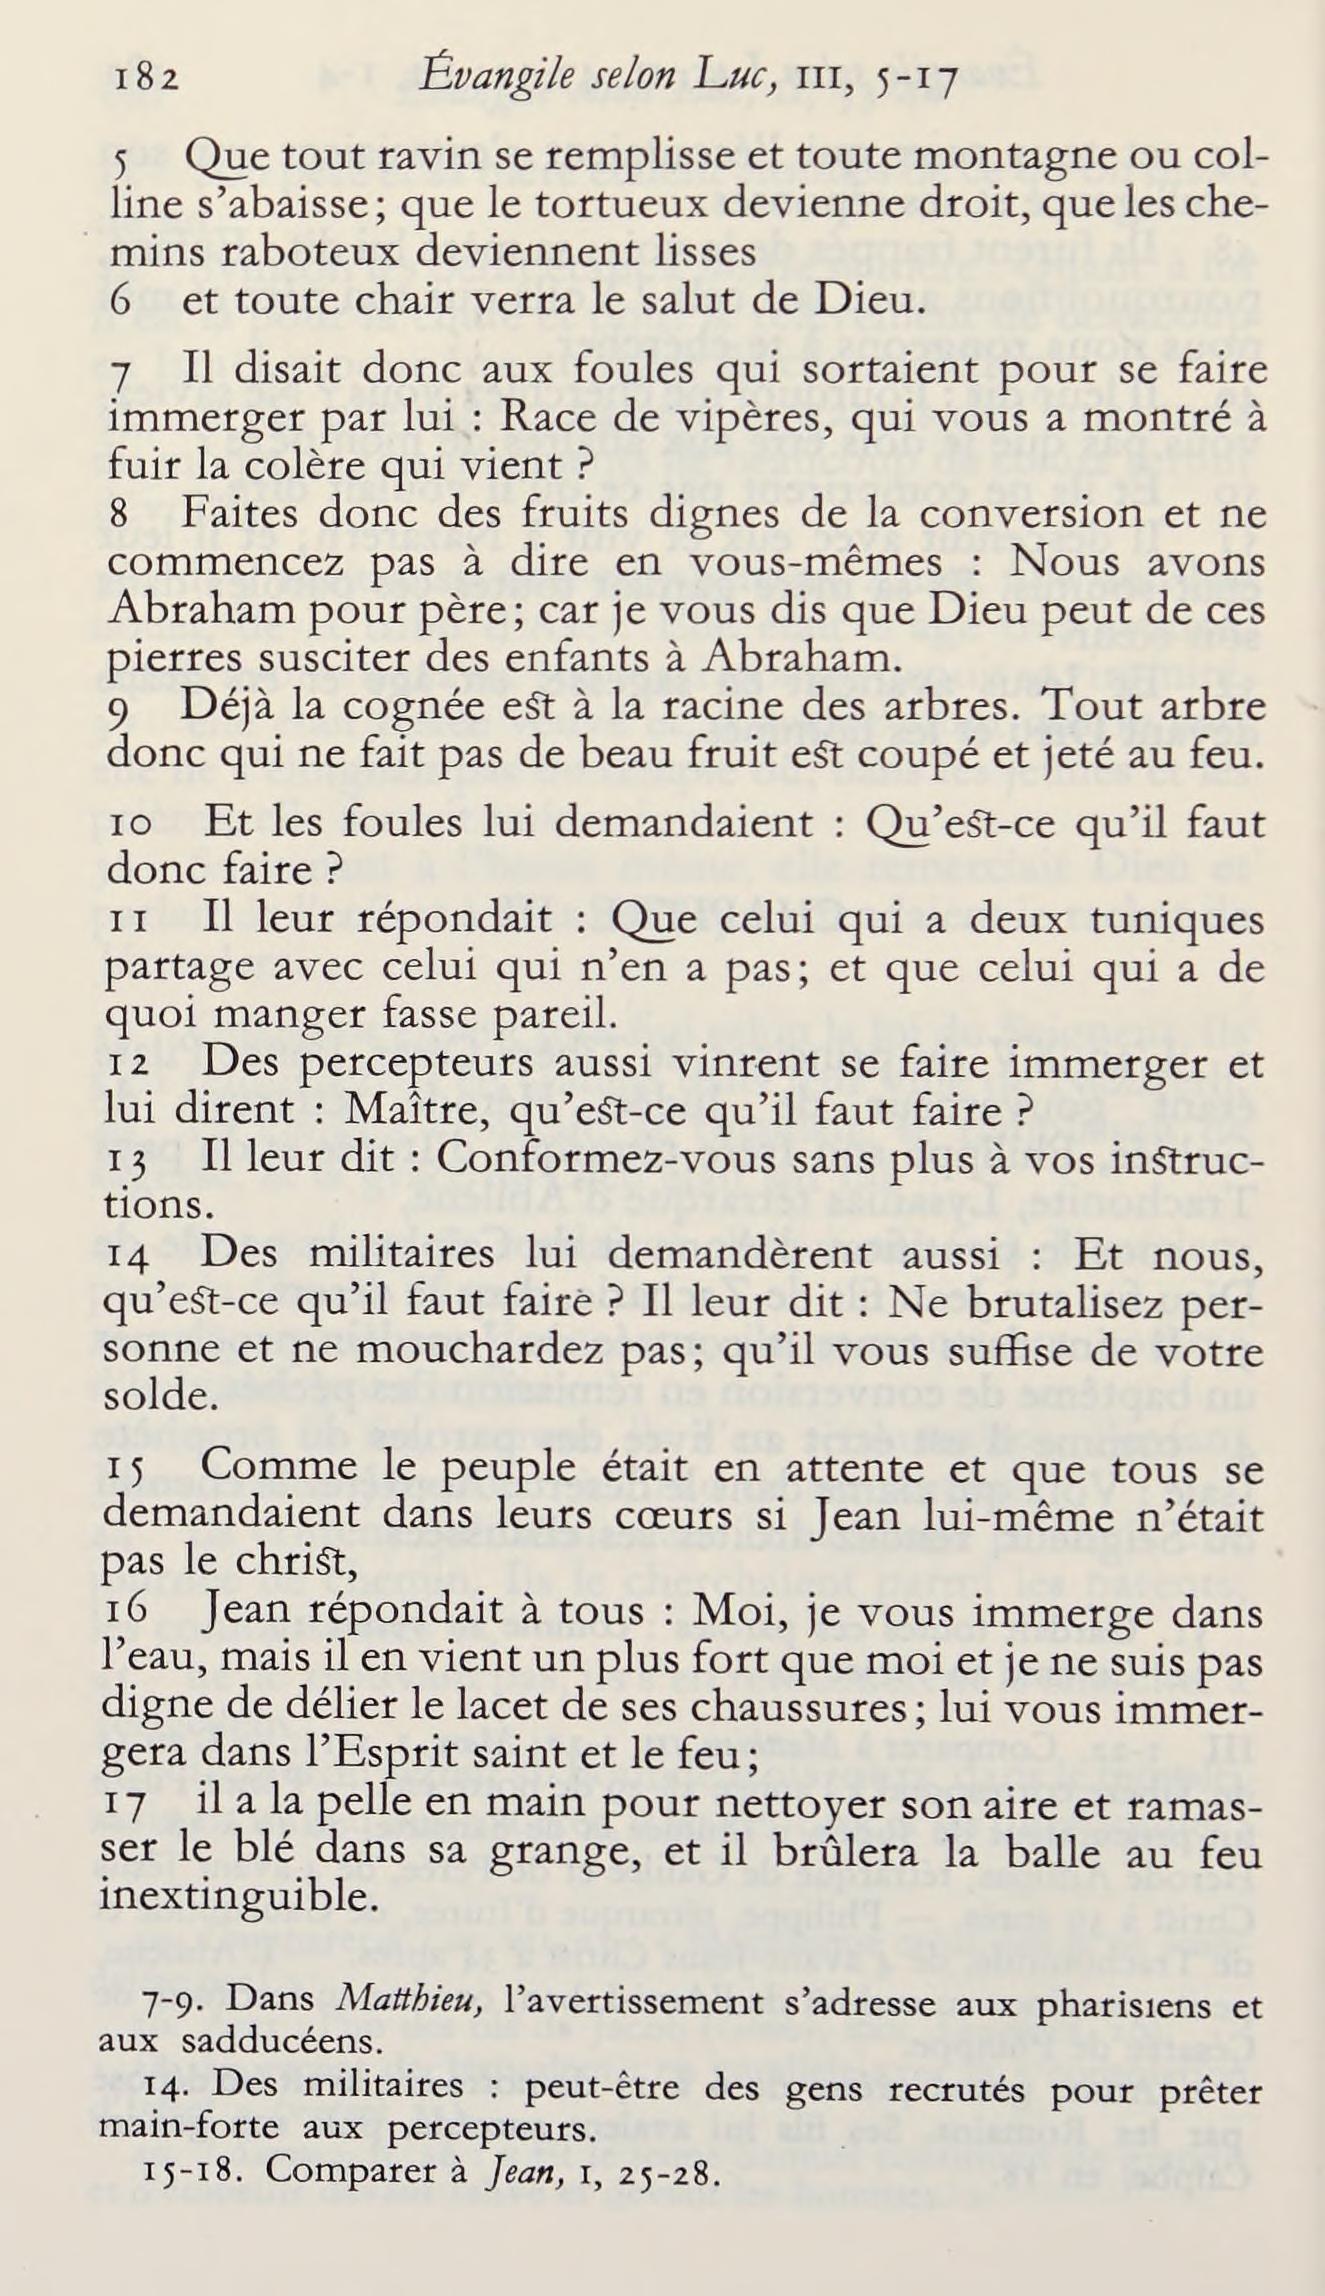 182 Évangile selon Luc, III, 5-17
5 Que tout ravin se remplisse et toute montagne ou col-
line s’abaisse; que le tortueux devienne droit, que les che-
mins raboteux deviennent lisses
6 et toute chair verra le salut de Dieu.
7 Il disait donc aux foules qui sortaient pour se faire
immerger par lui : Race de vipères, qui vous a montré à
fuir la colère qui vient ?
8 Faites donc des fruits dignes de la conversion et ne
commencez pas à dire en vous-mêmes : Nous avons
Abraham pour père; car je vous dis que Dieu peut de ces
pierres susciter des enfants à Abraham.
9 Déjà la cognée est à la racine des arbres. Tout arbre
donc qui ne fait pas de beau fruit est coupé et jeté au feu.
10 Et les foules lui demandaient : Qu’est-ce qu’il faut
donc faire ?
11 Il leur répondait : Que celui qui a deux tuniques
partage avec celui qui n’en a pas; et que celui qui a de
quoi manger fasse pareil.
12 Des percepteurs aussi vinrent se faire immerger et
lui dirent : Maître, qu’est-ce qu’il faut faire ?
13 Il leur dit : Conformez-vous sans plus à vos instruc-
tions.
14 Des militaires lui demandèrent aussi : Et nous,
qu’est-ce qu’il faut faire ? Il leur dit : Ne brutalisez per-
sonne et ne mouchardez pas; qu’il vous suffise de votre
solde.
15 Comme le peuple était en attente et que tous se
demandaient dans leurs cœurs si Jean lui-même n’était
pas le christ,
16 Jean répondait à tous : Moi, je vous immerge dans
l’eau, mais il en vient un plus fort que moi et je ne suis pas
digne de délier le lacet de ses chaussures; lui vous immer-
gera dans l’Esprit saint et le feu;
17 il a la pelle en main pour nettoyer son aire et ramas-
ser le blé dans sa grange, et il brûlera la balle au feu
inextinguible.
7-9. Dans Matthieu, l’avertissement s’adresse aux pharisiens et
aux sadducéens.
14. Des militaires : peut-être des gens recrutés pour prêter
main-forte aux percepteurs.
15-18. Comparer à Jean, I, 25-28.